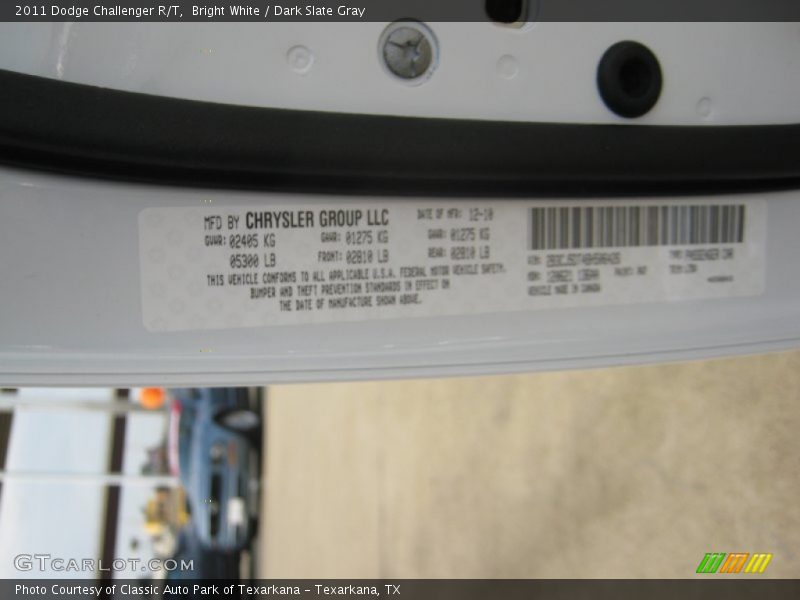 2011 Dodge Challenger R/T,  Bright White / Dark Slate Gray
MFD BY CHRYSLER GROUP LLC
DATE OF MFR: 12-10
GVWR: 02405 KG
GAWR: 01275 KG
GAWR: 01275 KG
05300 LB
FRONT: 02810 LB
REAR: 02810 LB
THIS VEHICLE CONFORMS TO ALL APPLICABLE U.S.A. FEDERAL MOTOR VEHICLE SAFETY,
BUMPER AND THEFT PREVENTION STANDARDS IN EFFECT ON
THE DATE OF MANUFACTURE SHOWN ABOVE.
VIN:
TYPE: PASSENGER CAR
VEHICLE MADE IN CANADA
GTCARLOT.COM
Photo Courtesy of Classic Auto Park of Texarkana - Texarkana, TX